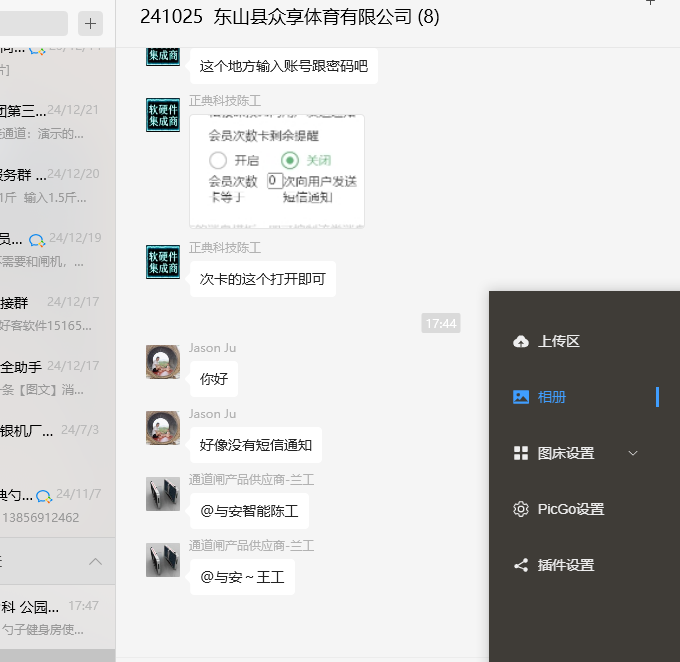 241025 东山县众享体育有限公司 (8)
24/12/21
团第三...
通道：演示的...
服务群 ...
24/12/20
1斤 输入1.5斤...
员...
24/12/19
需要和闸机，...
接群
24/12/17
好客软件15165...
全助手
24/12/17
条【图文】消...
银机厂...
24/7/3
典勺...
24/11/7
13856912462
科 公园...
17:47
勺子健身房使...
集成商
这个地方输入账号跟密码吧
正典科技陈工
软硬件
集成商
会员次数卡剩余提醒
开启
关闭
会员次数
卡等于
0
次向用户发送
短信通知
正典科技陈工
软硬件
集成商
次卡的这个打开即可
17:44
Jason Ju
你好
Jason Ju
好像没有短信通知
通道闸产品供应商-兰工
@与安智能陈工
通道闸产品供应商-兰工
@与安～王工
上传区
相册
图床设置
PicGo设置
插件设置